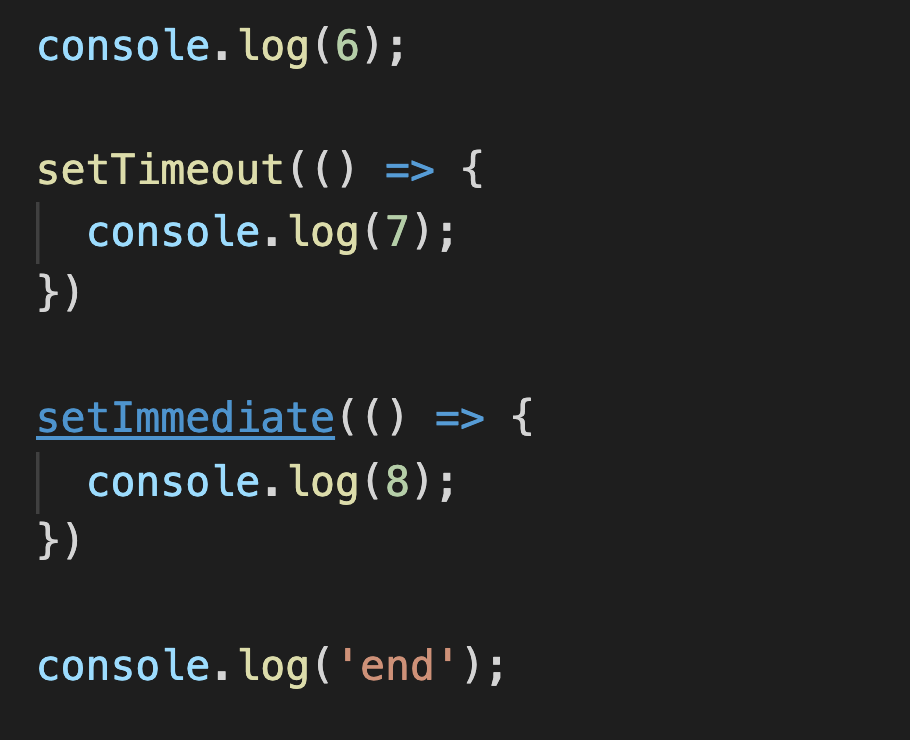 console.log(6);
setTimeout(() => {
  console.log(7);
})
setImmediate(() => {
  console.log(8);
})
console.log('end');